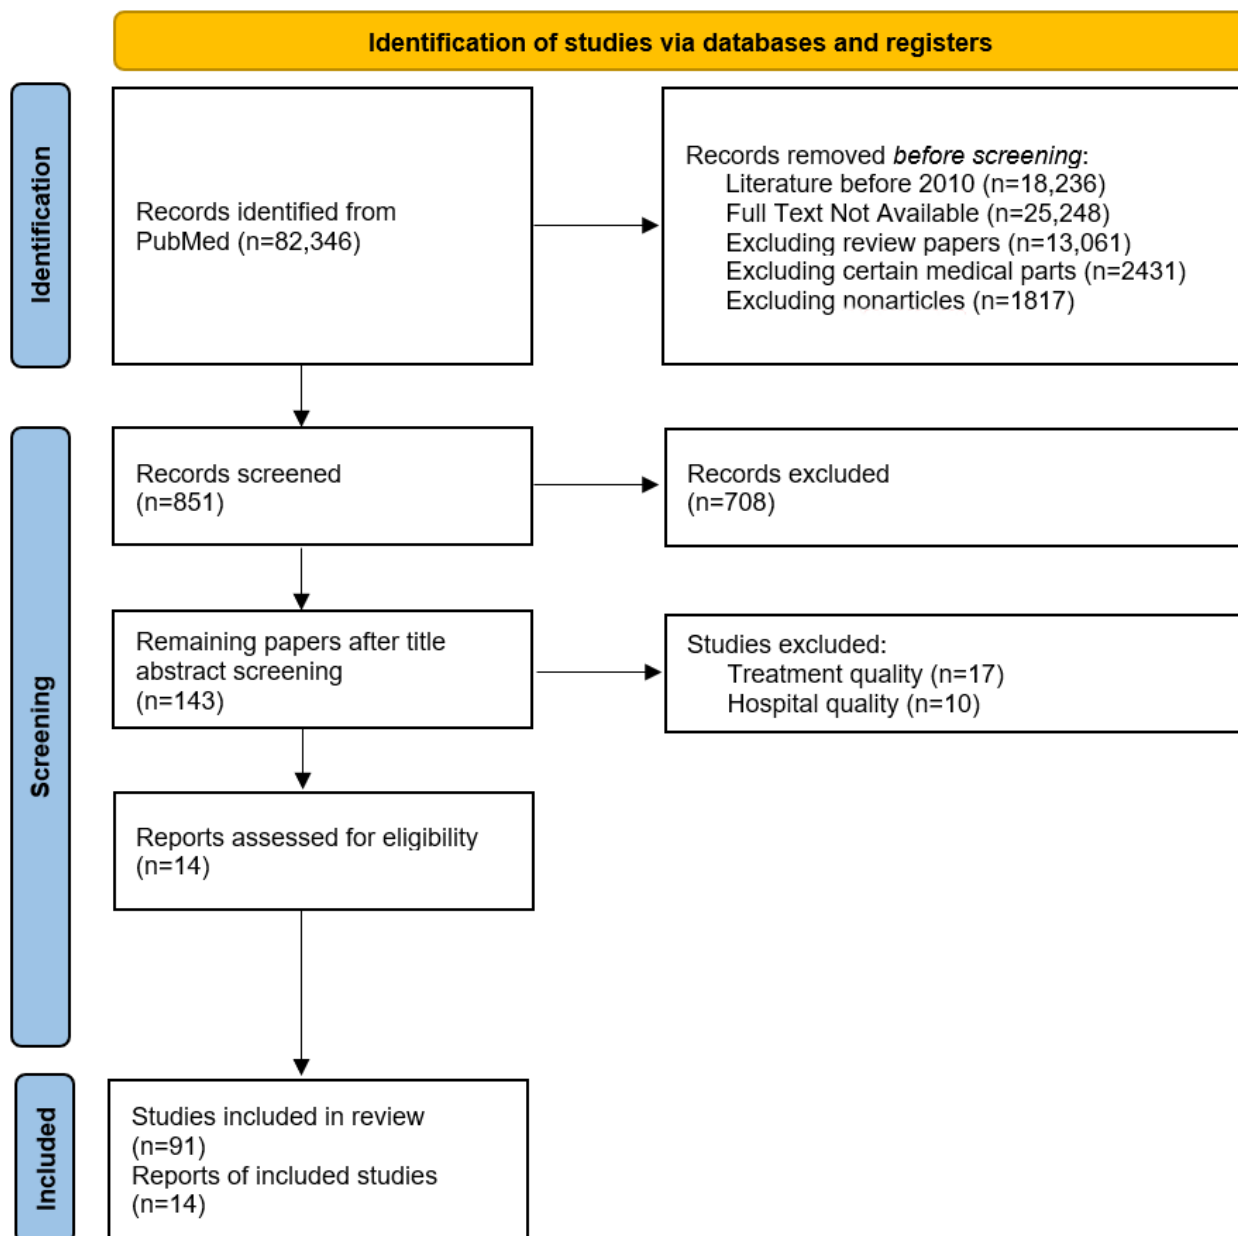 Identification of studies via databases and registers
Identification
Records identified from
PubMed (n=82,346)
Records removed before screening:
Literature before 2010 (n=18,236)
Full Text Not Available (n=25,248)
Excluding review papers (n=13,061)
Excluding certain medical parts (n=2431)
Excluding nonarticles (n=1817)
Screening
Records screened
(n=851)
Records excluded
(n=708)
Remaining papers after title
abstract screening
(n=143)
Studies excluded:
Treatment quality (n=17)
Hospital quality (n=10)
Reports assessed for eligibility
(n=14)
Included
Studies included in review
(n=91)
Reports of included studies
(n=14)